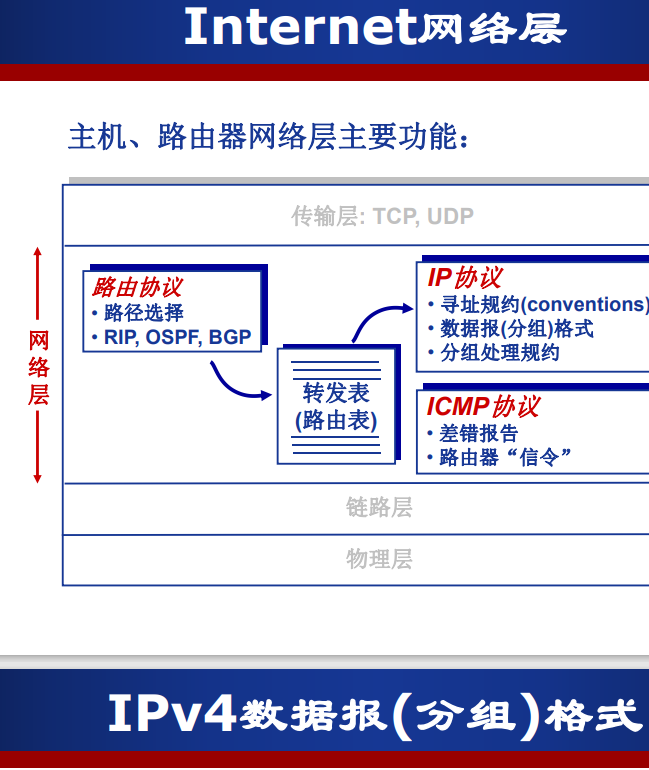 Internet网络层
主机、路由器网络层主要功能：
传输层: TCP, UDP
网络层
路由协议
• 路径选择
• RIP, OSPF, BGP
转发表
(路由表)
IP协议
• 寻址规约(conventions)
• 数据报(分组)格式
• 分组处理规约
ICMP协议
• 差错报告
• 路由器“信令”
链路层
物理层
IPv4数据报(分组)格式